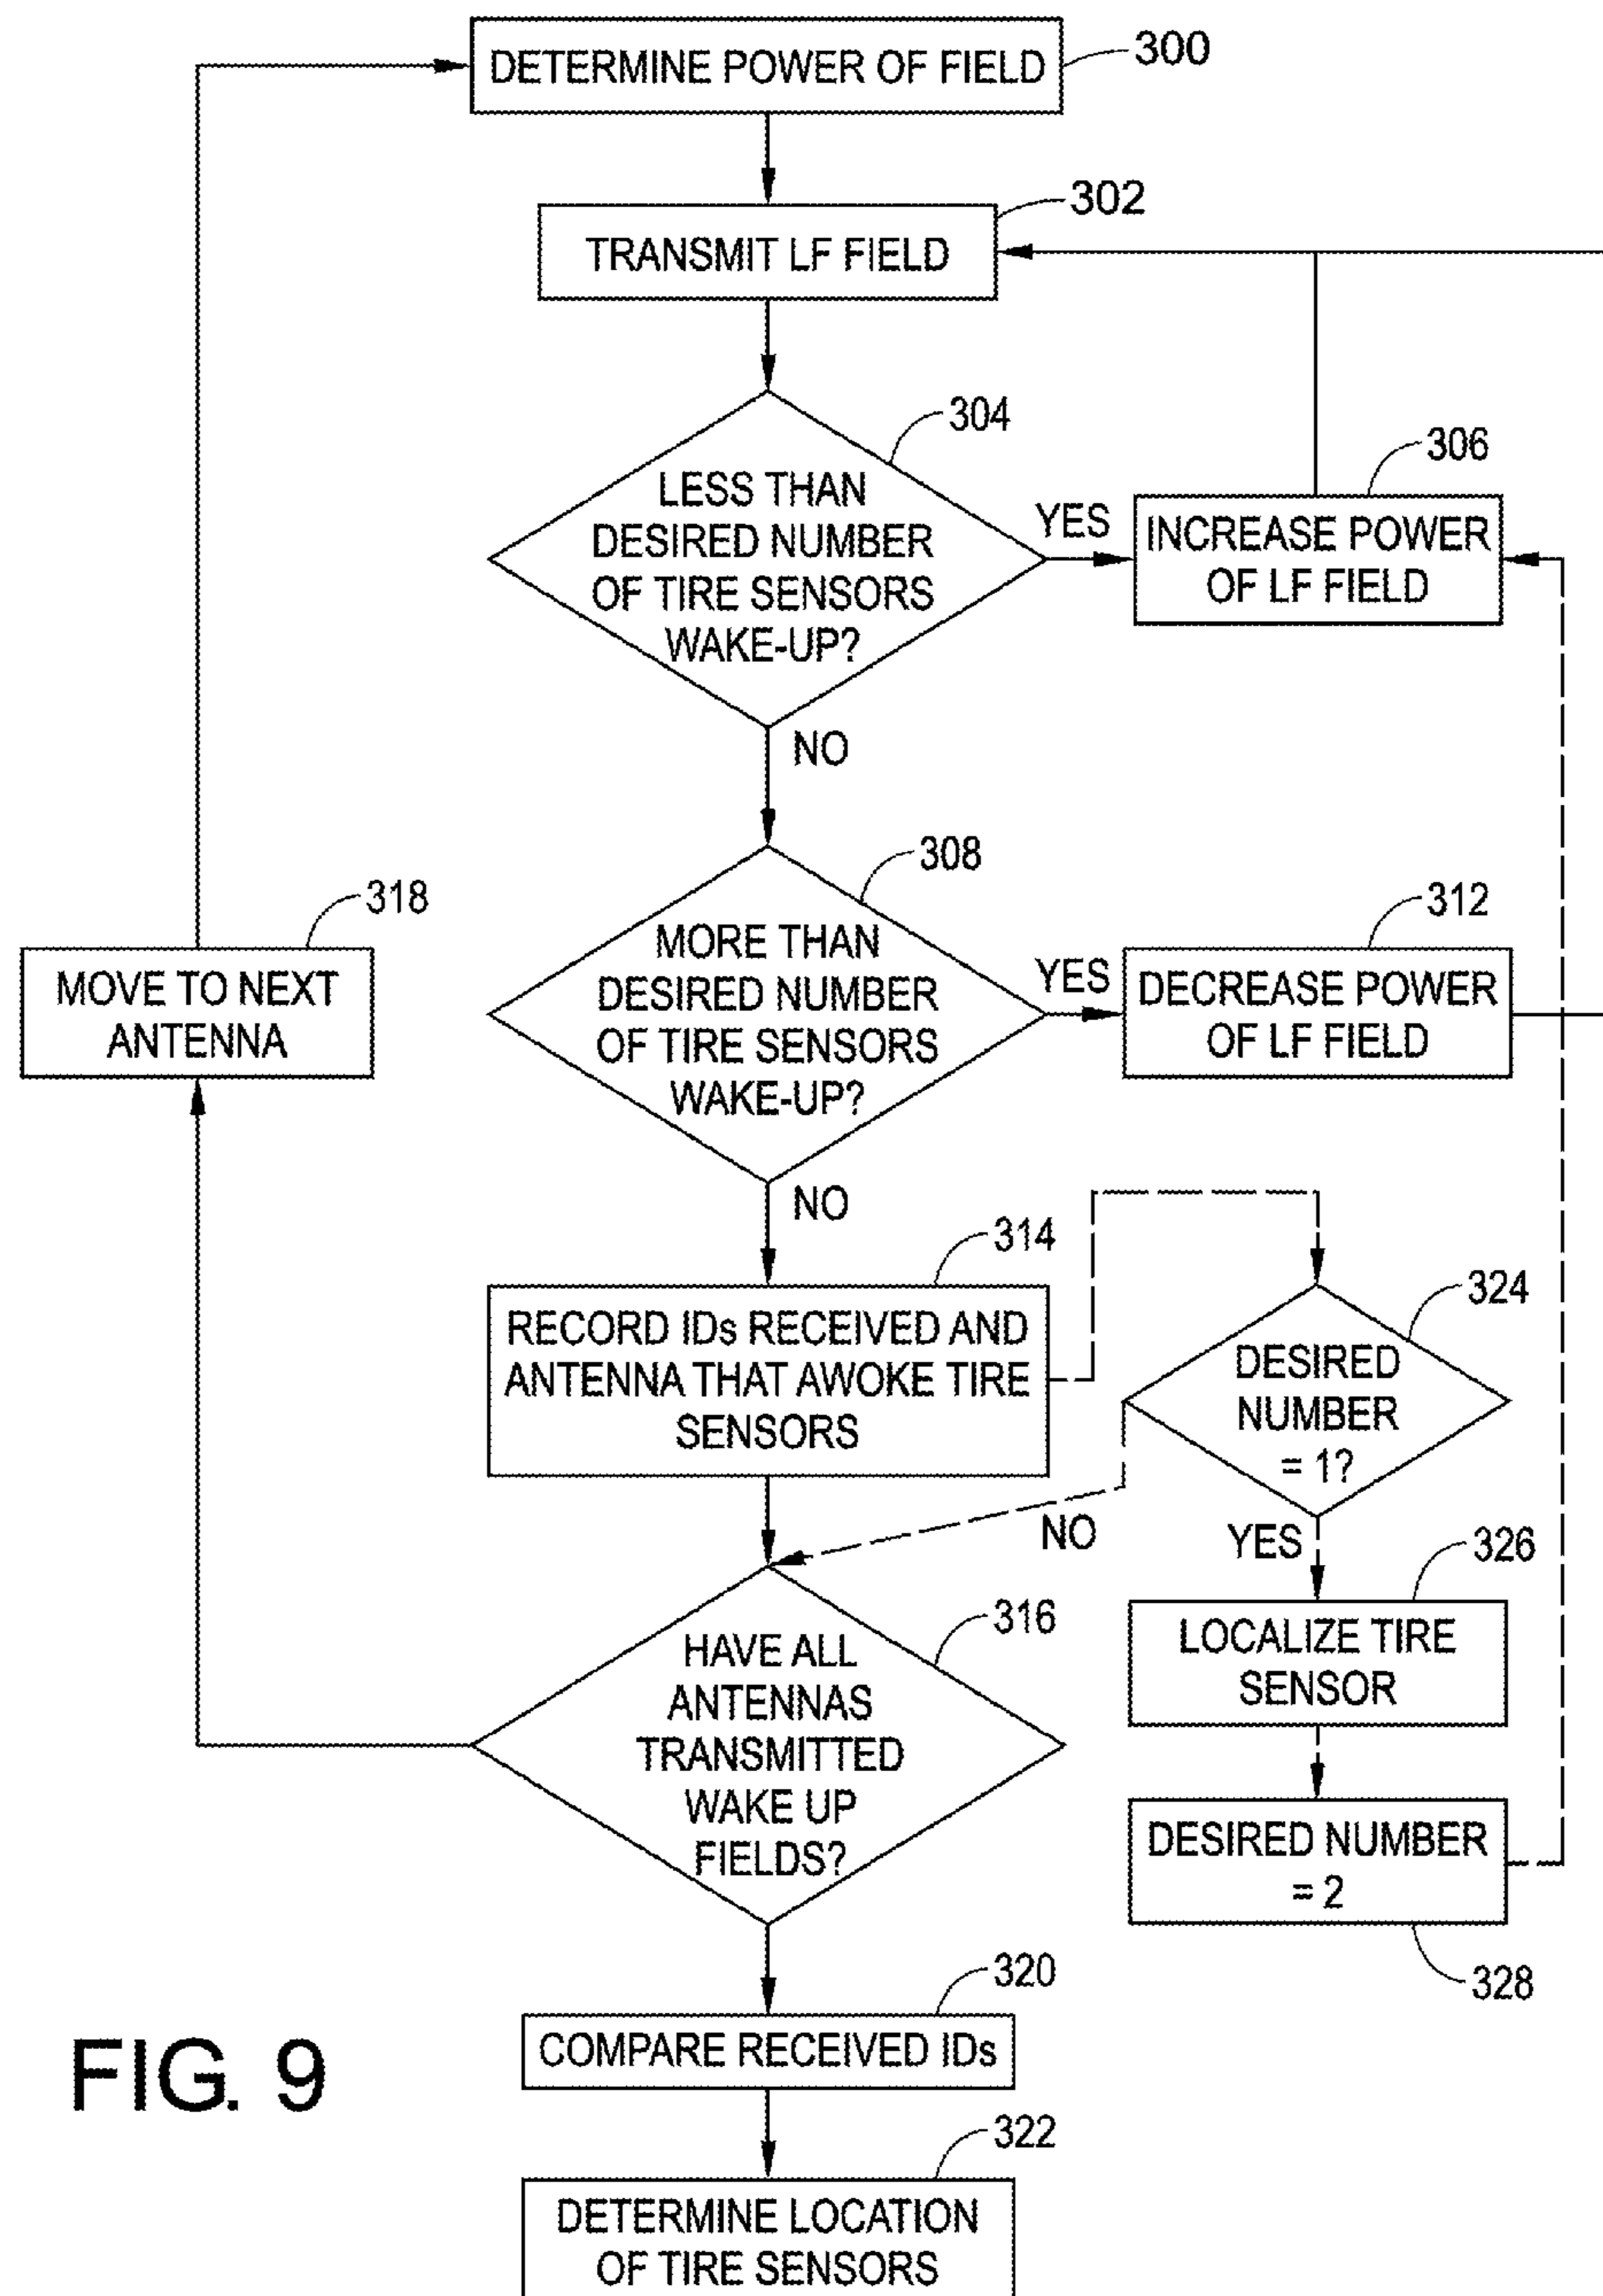 DETERMINE POWER OF FIELD
300
302
TRANSMIT LF FIELD
304
LESS THAN
DESIRED NUMBER
OF TIRE SENSORS
WAKE-UP?
YES
306
INCREASE POWER
OF LF FIELD
NO
308
MORE THAN
DESIRED NUMBER
OF TIRE SENSORS
WAKE-UP?
YES
312
DECREASE POWER
OF LF FIELD
318
MOVE TO NEXT
ANTENNA
NO
314
RECORD IDs RECEIVED AND
ANTENNA THAT AWOKE TIRE
SENSORS
324
DESIRED
NUMBER
= 1?
NO
YES
326
LOCALIZE TIRE
SENSOR
316
HAVE ALL
ANTENNAS
TRANSMITTED
WAKE UP
FIELDS?
DESIRED NUMBER
= 2
328
320
COMPARE RECEIVED IDs
322
DETERMINE LOCATION
OF TIRE SENSORS
FIG. 9